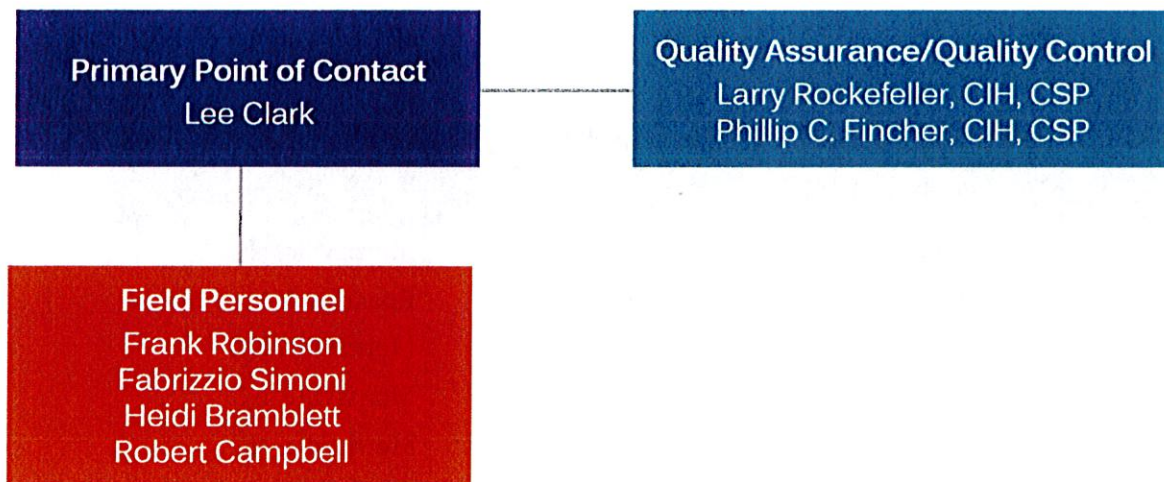 Primary Point of Contact
Lee Clark
Quality Assurance/Quality Control
Larry Rockefeller, CIH, CSP
Phillip C. Fincher, CIH, CSP
Field Personnel
Frank Robinson
Fabrizzio Simoni
Heidi Bramblett
Robert Campbell